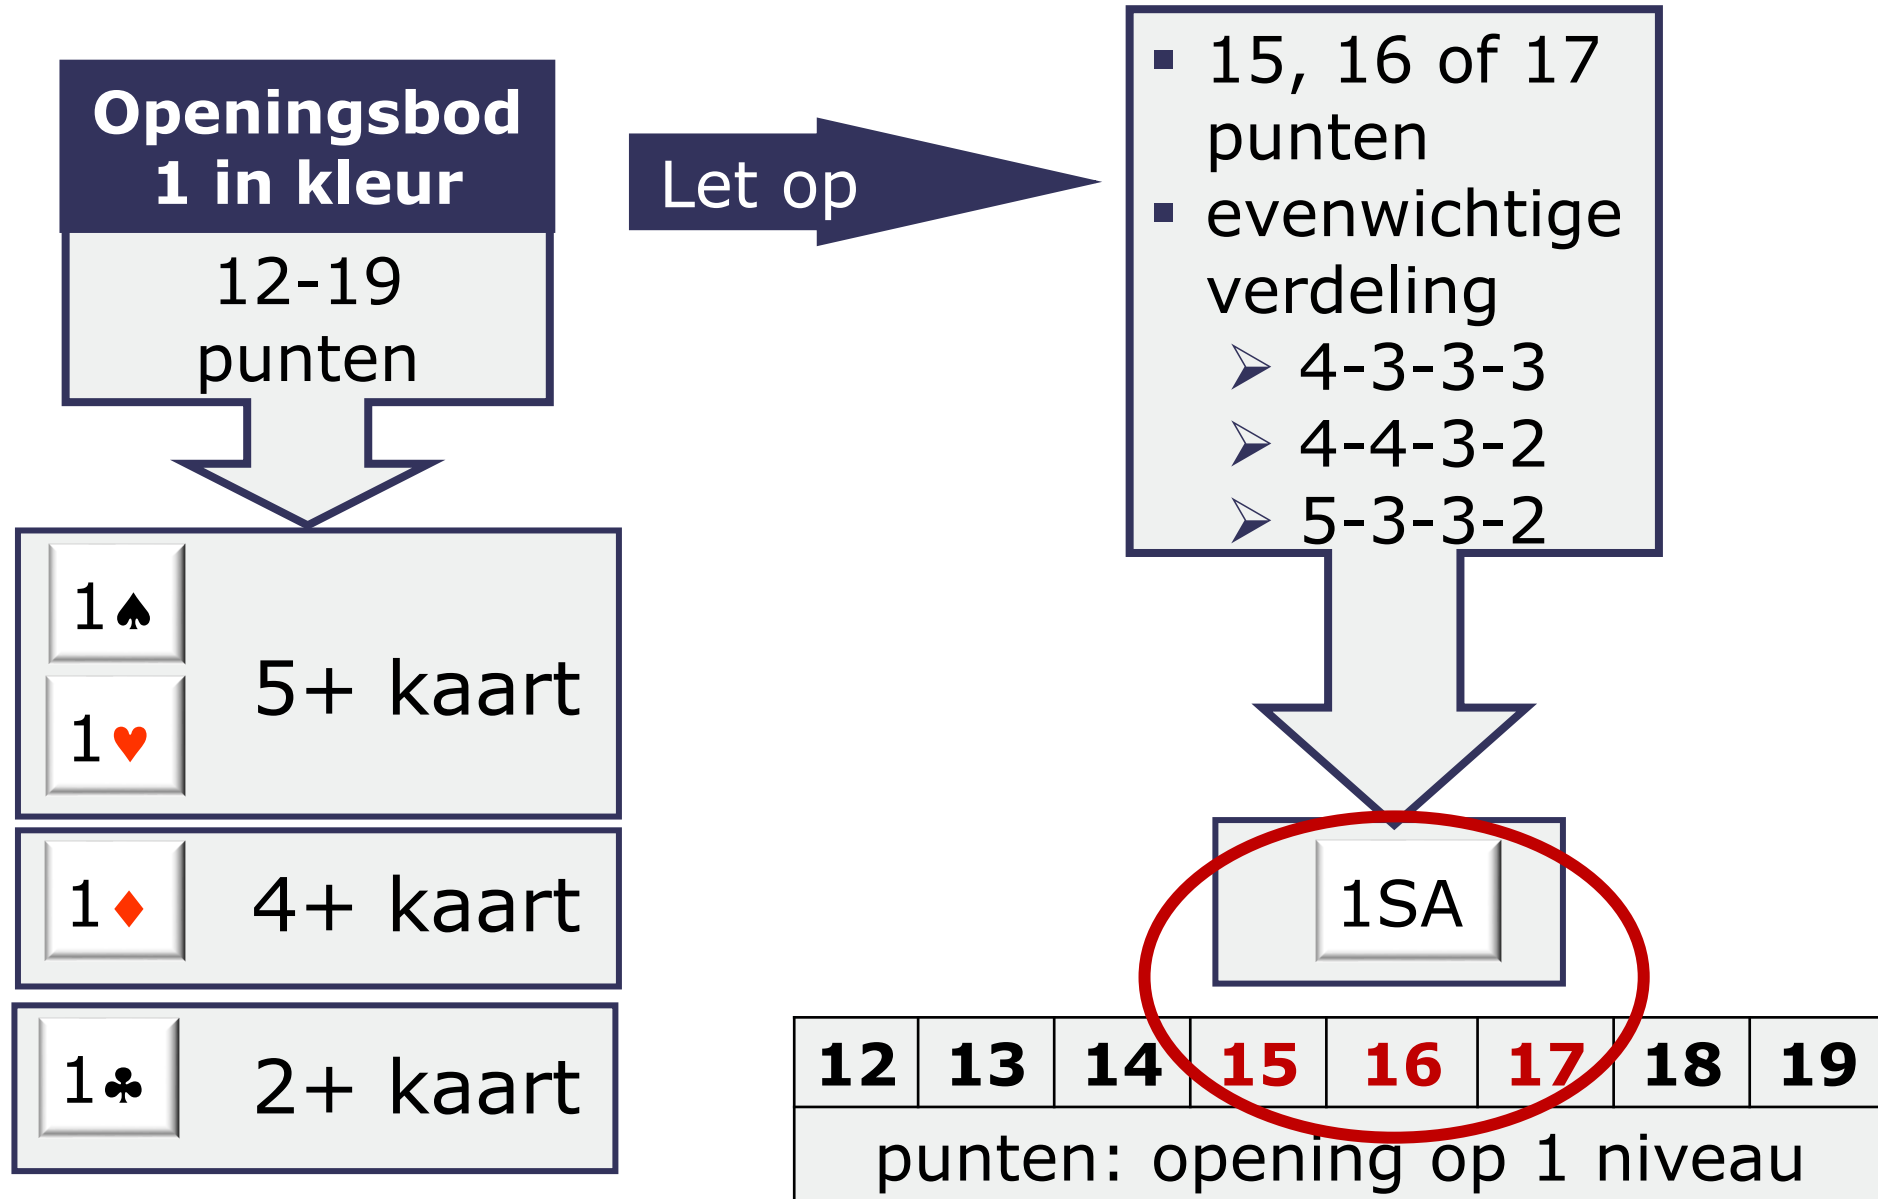 Openingsbod
1 in kleur
12-19
punten
1♠
1♥
5+ kaart
1♦ 4+ kaart
1♣ 2+ kaart
Let op
▪ 15, 16 of 17
punten
▪ evenwichtige
verdeling
➢ 4-3-3-3
➢ 4-4-3-2
➢ 5-3-3-2
1SA
12 13 14 15 16 17 18 19
punten: opening op 1 niveau